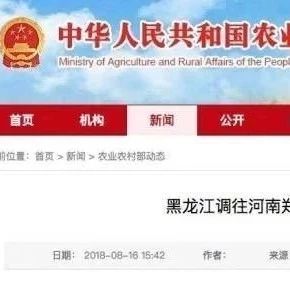 中华人民共和国农业
Ministry of Agriculture and Rural Affairs of the People
首页 机构 新闻 公开
前位置： 首页 > 新闻 > 农业农村部动态
黑龙江调往河南郑
日期： 2018-08-16 15:42 作者： 来源